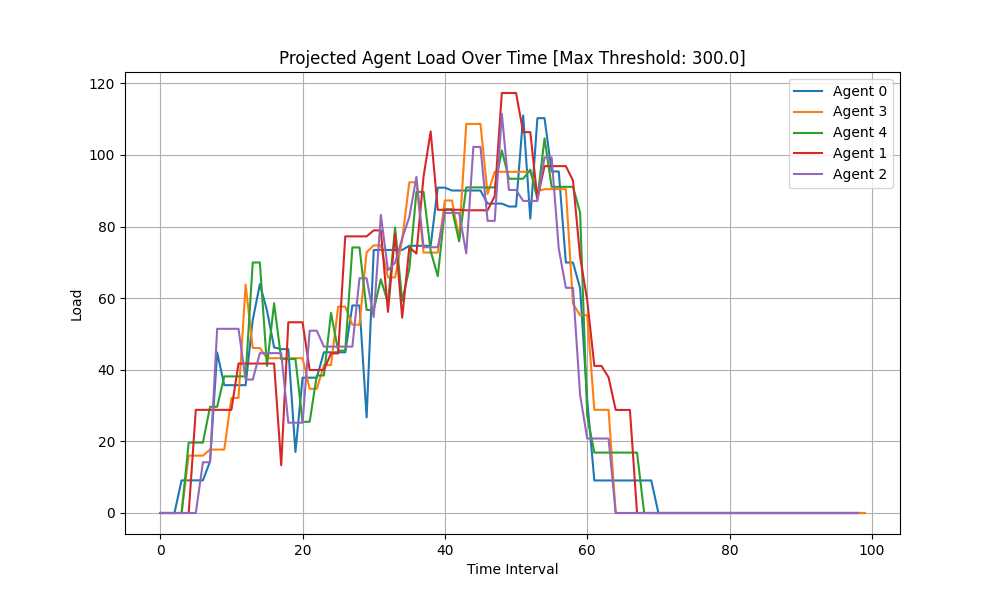 Projected Agent Load Over Time [Max Threshold: 300.0]
Load
120
100
80
60
40
20
0
Agent 0
Agent 3
Agent 4
Agent 1
Agent 2
0 20 40 60 80 100
Time Interval